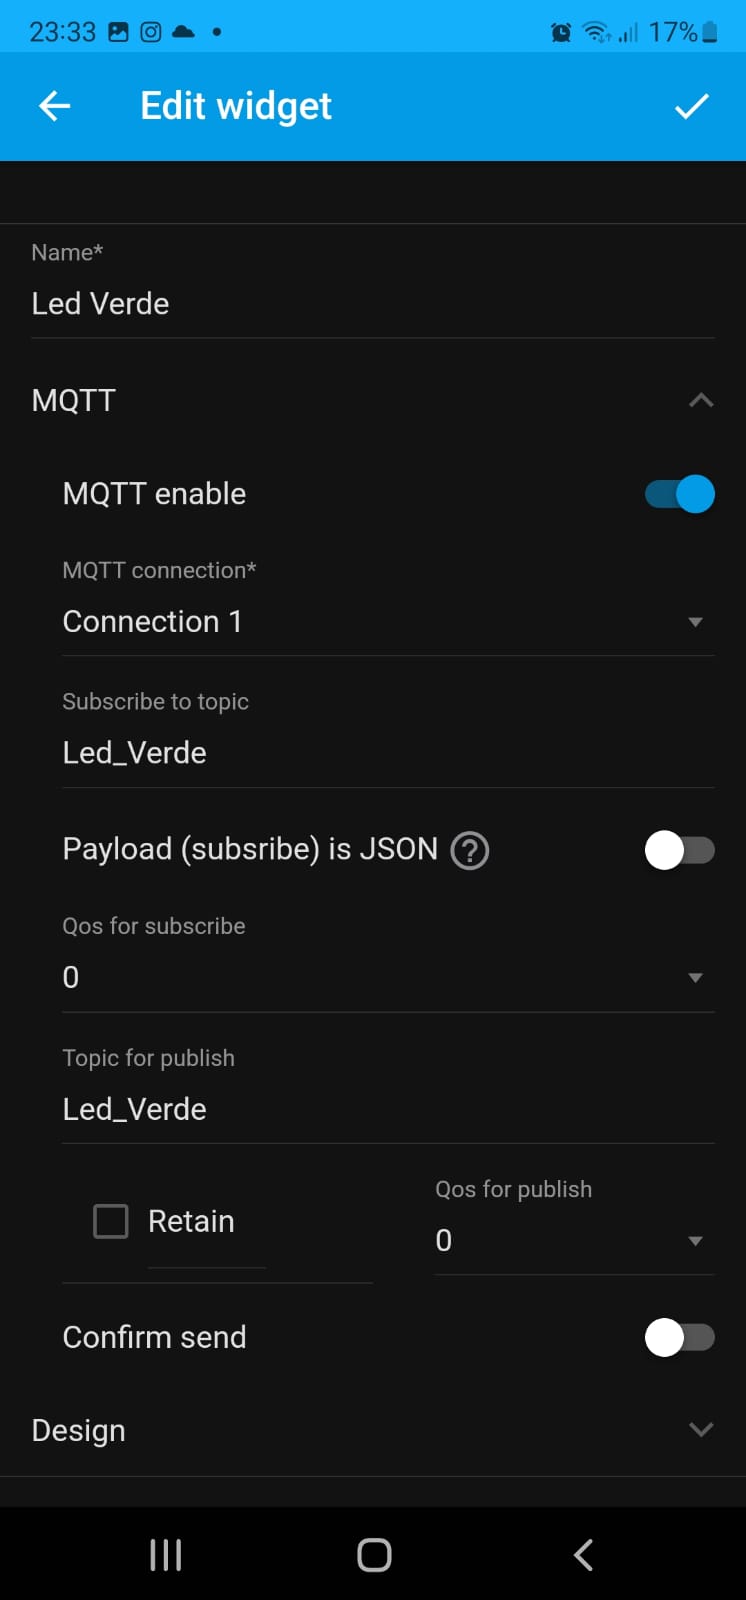 23:33 17%
Edit widget
Name*
Led Verde
MQTT
MQTT enable
MQTT connection*
Connection 1
Subscribe to topic
Led_Verde
Payload (subsribe) is JSON ?
Qos for subscribe
0
Topic for publish
Led_Verde
Retain
Qos for publish
0
Confirm send
Design